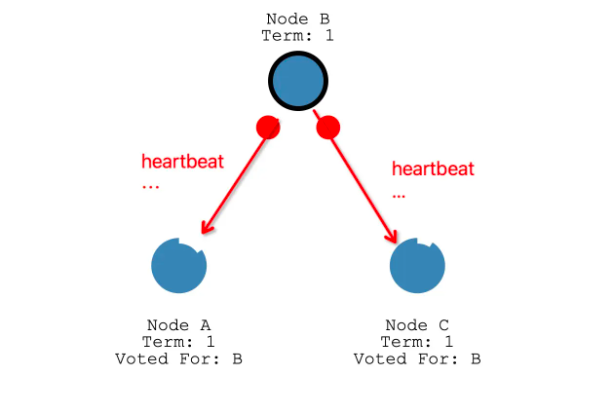 Node B
Term: 1
heartbeat
...
heartbeat
...
Node A
Term: 1
Voted For: B
Node C
Term: 1
Voted For: B